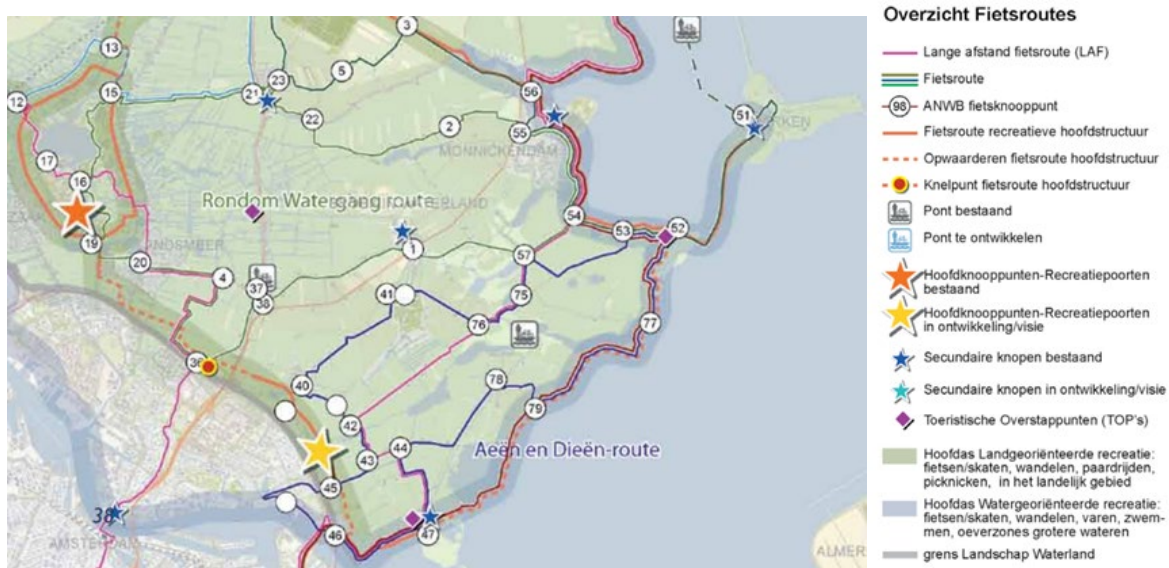 3
13
23
5
56
51
12
15
21
22
2
55
MARKEN
MONNICKENDAM
17
16
Rondom Watergang route
54
52
53
19
20
4
1
57
37
38
41
75
76
77
36
40
78
79
42
44
Aeën en Dieën-route
43
45
38
46
47
AMSTERDAM
ALMER
Overzicht Fietsroutes
Lange afstand fietsroute (LAF)
Fietsroute
98 ANWB fietsknooppunt
Fietsroute recreatieve hoofdstructuur
Opwaarderen fietsroute hoofdstructuur
Knelpunt fietsroute hoofdstructuur
Pont bestaand
Pont te ontwikkelen
Hoofdknooppunten-Recreatiepoorten
bestaand
Hoofdknooppunten-Recreatiepoorten
in ontwikkeling/visie
Secundaire knopen bestaand
Secundaire knopen in ontwikkeling/visie
Toeristische Overstappunten (TOP's)
Hoofdas Landgeoriënteerde recreatie:
fietsen/skaten, wandelen, paardrijden,
picknicken, in het landelijk gebied
Hoofdas Watergeoriënteerde recreatie:
fietsen/skaten, wandelen, varen, zwem-
men, oeverzones grotere wateren
grens Landschap Waterland